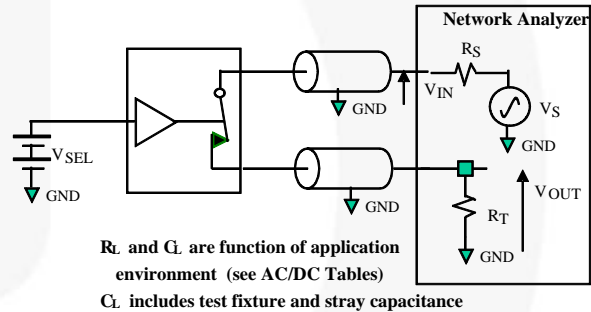 Network Analyzer
RS
VIN
GND
VS
GND
VSEL
GND
GND
VOUT
RT
GND
RL and CL are function of application
environment (see AC/DC Tables)
CL includes test fixture and stray capacitance